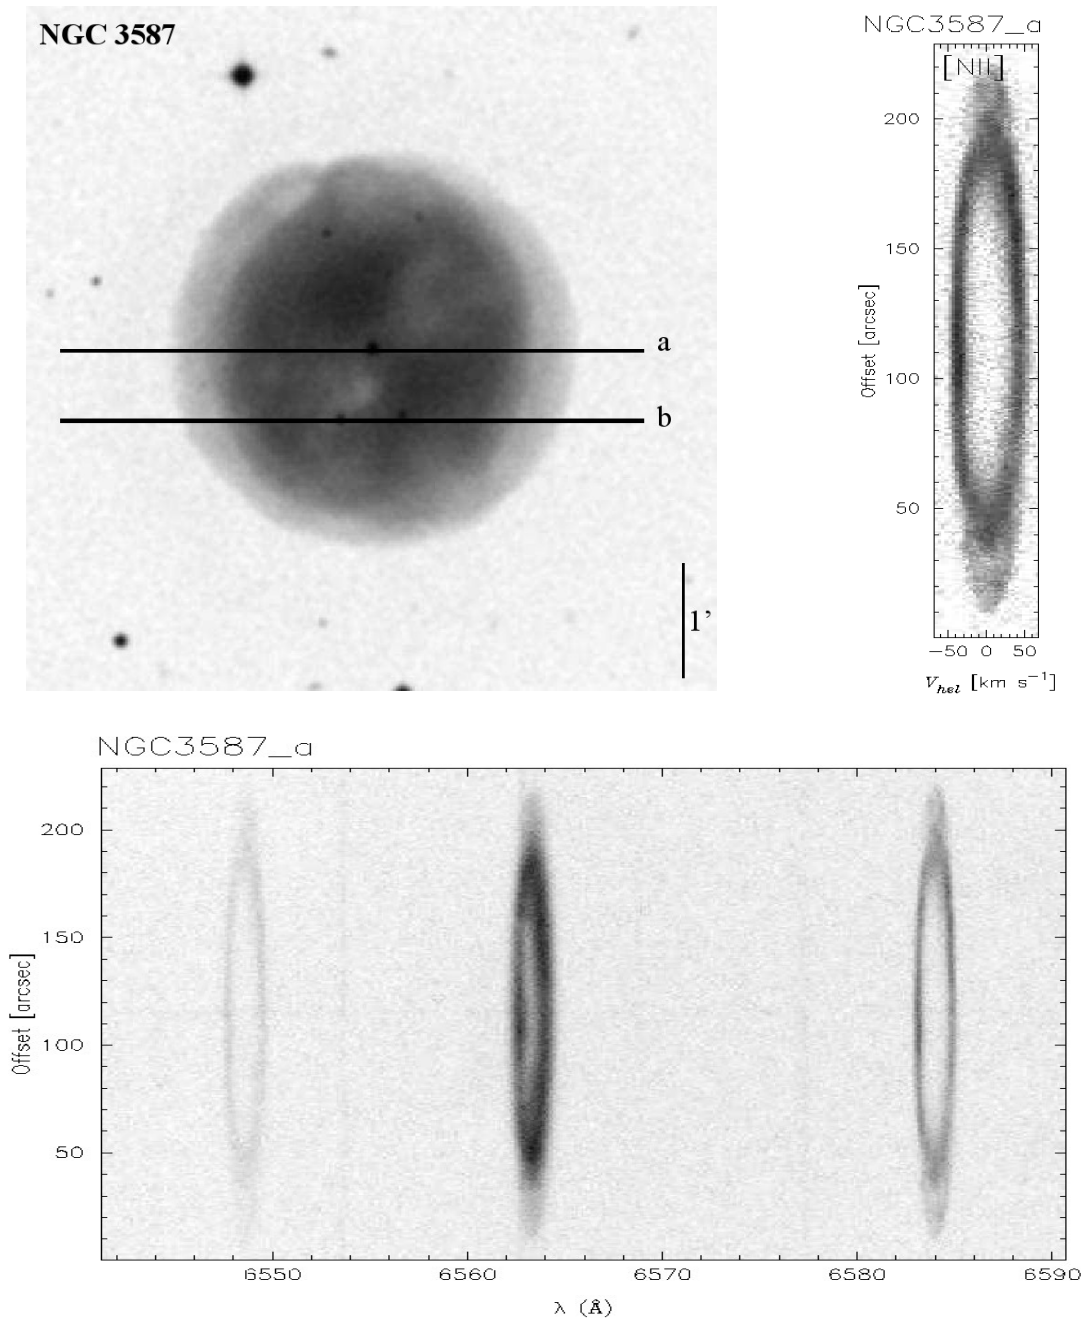 NGC 3587
a
b
1’
NGC3587_a
[NII]
200
150
100
50
Offset [arcsec]
−50 0 50
V_hel [km s⁻¹]
NGC3587_a
200
150
100
50
Offset [arcsec]
6550 6560 6570 6580 6590
λ (Å)